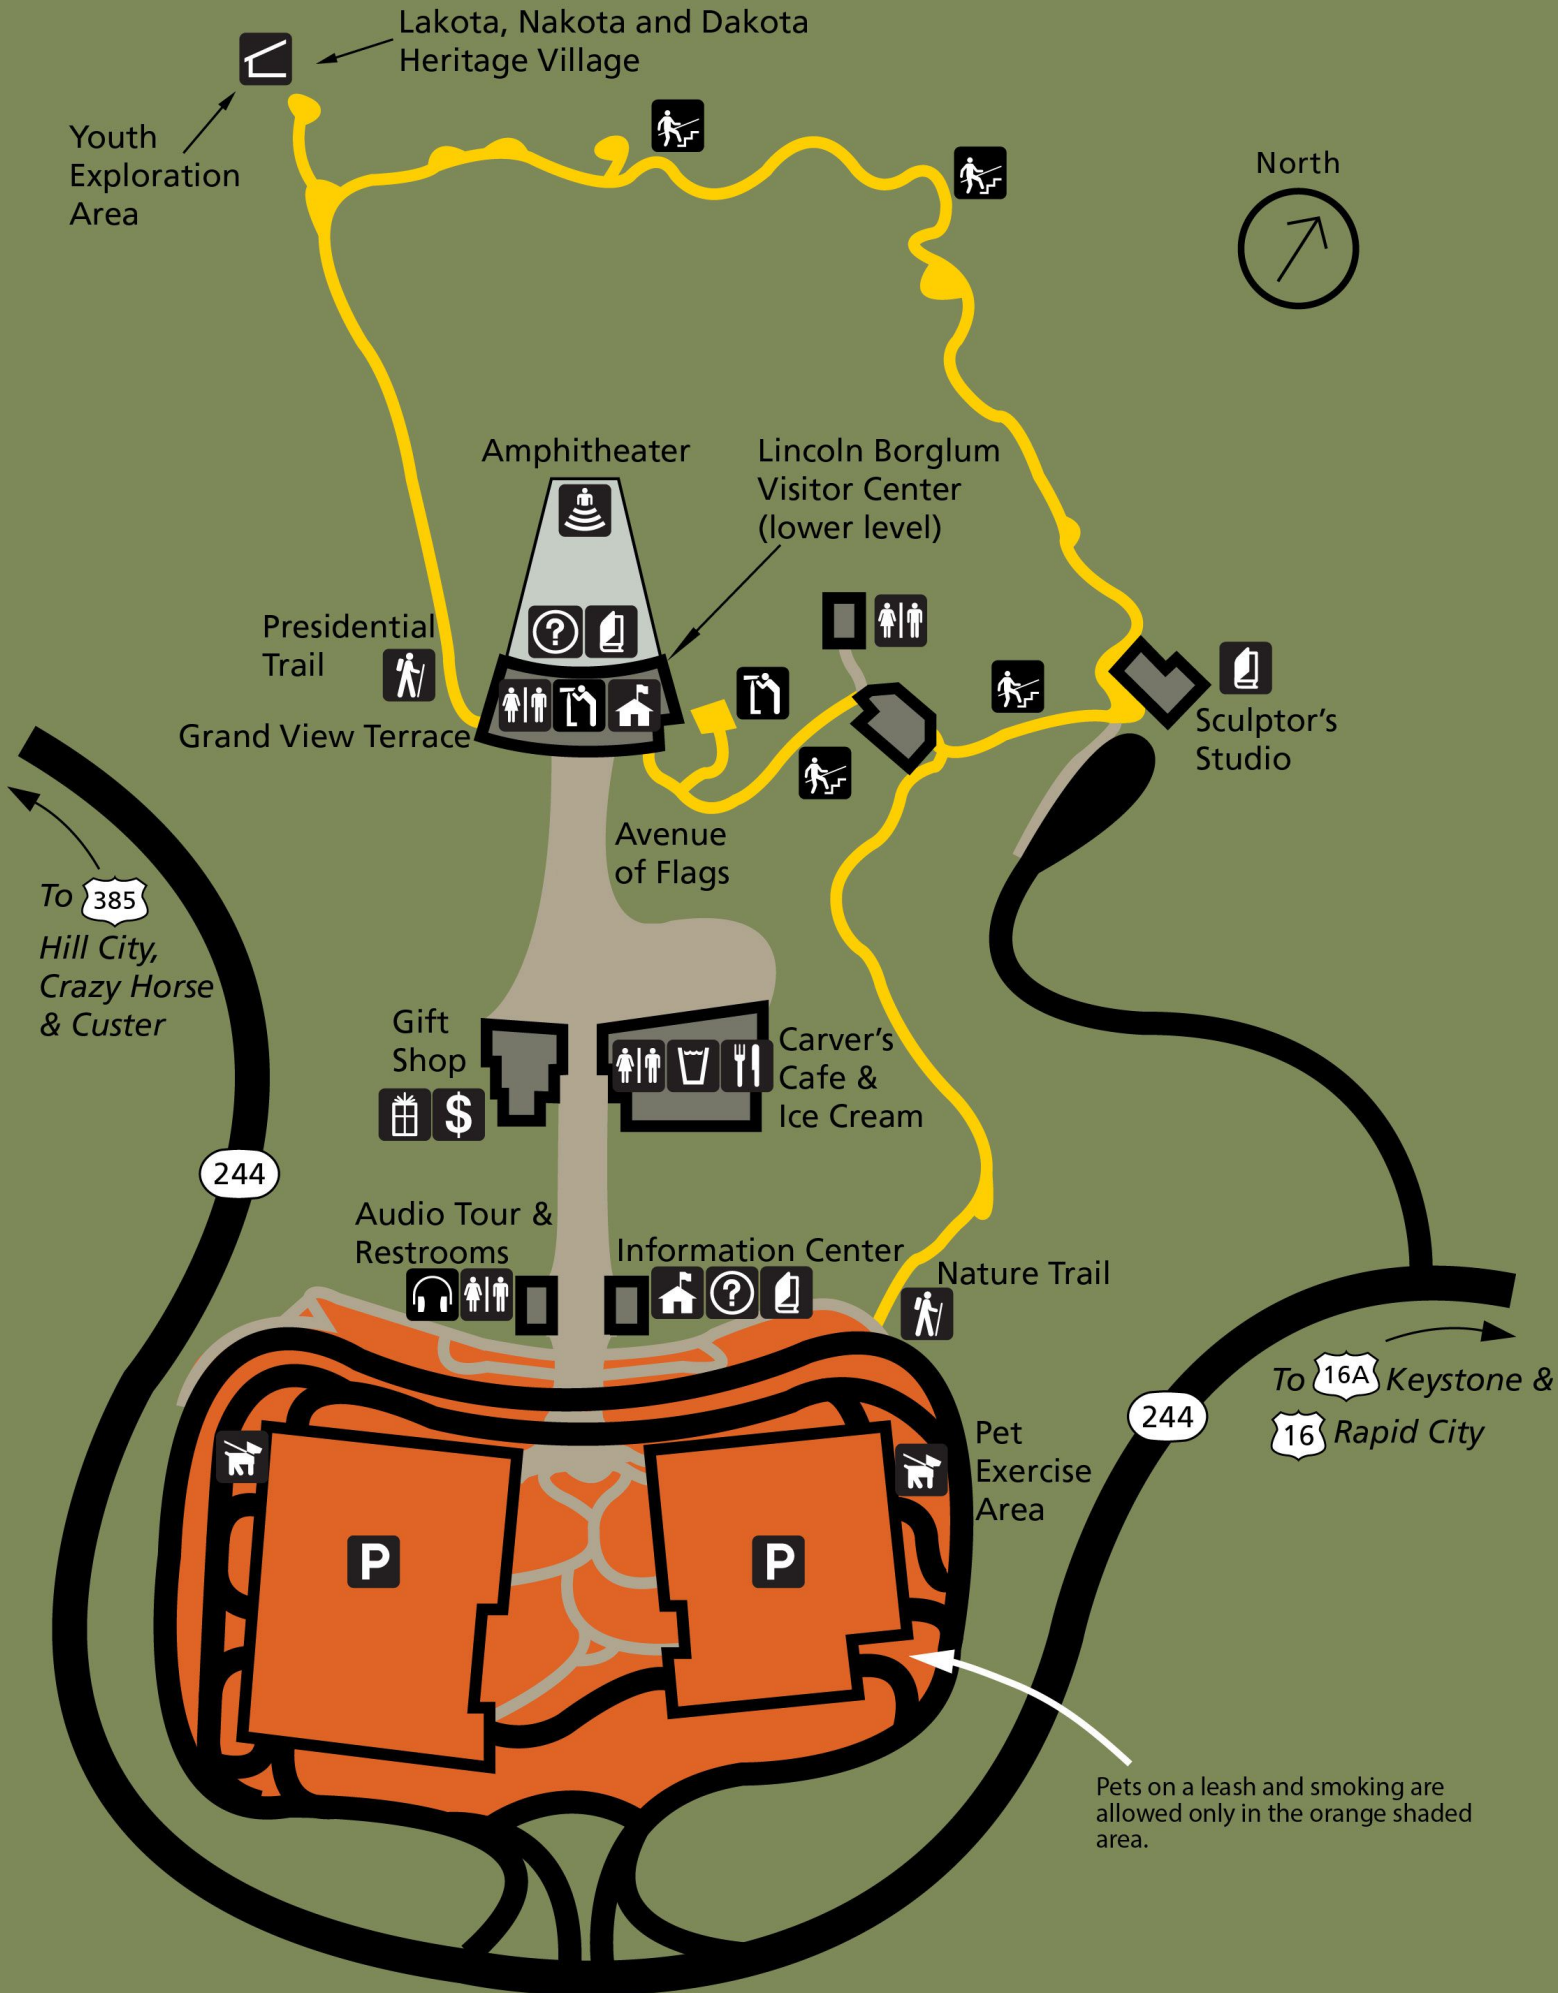 Lakota, Nakota and Dakota
Heritage Village
Youth
Exploration
Area
North
Amphitheater
Lincoln Borglum
Visitor Center
(lower level)
?
Presidential
Trail
Grand View Terrace
Sculptor's
Studio
Avenue
of Flags
To 385
Hill City,
Crazy Horse
& Custer
Gift
Shop
$
Carver's
Cafe &
Ice Cream
244
Audio Tour &
Restrooms
Information Center
?
Nature Trail
To 16A Keystone &
16 Rapid City
244
Pet
Exercise
Area
P
P
Pets on a leash and smoking are
allowed only in the orange shaded
area.